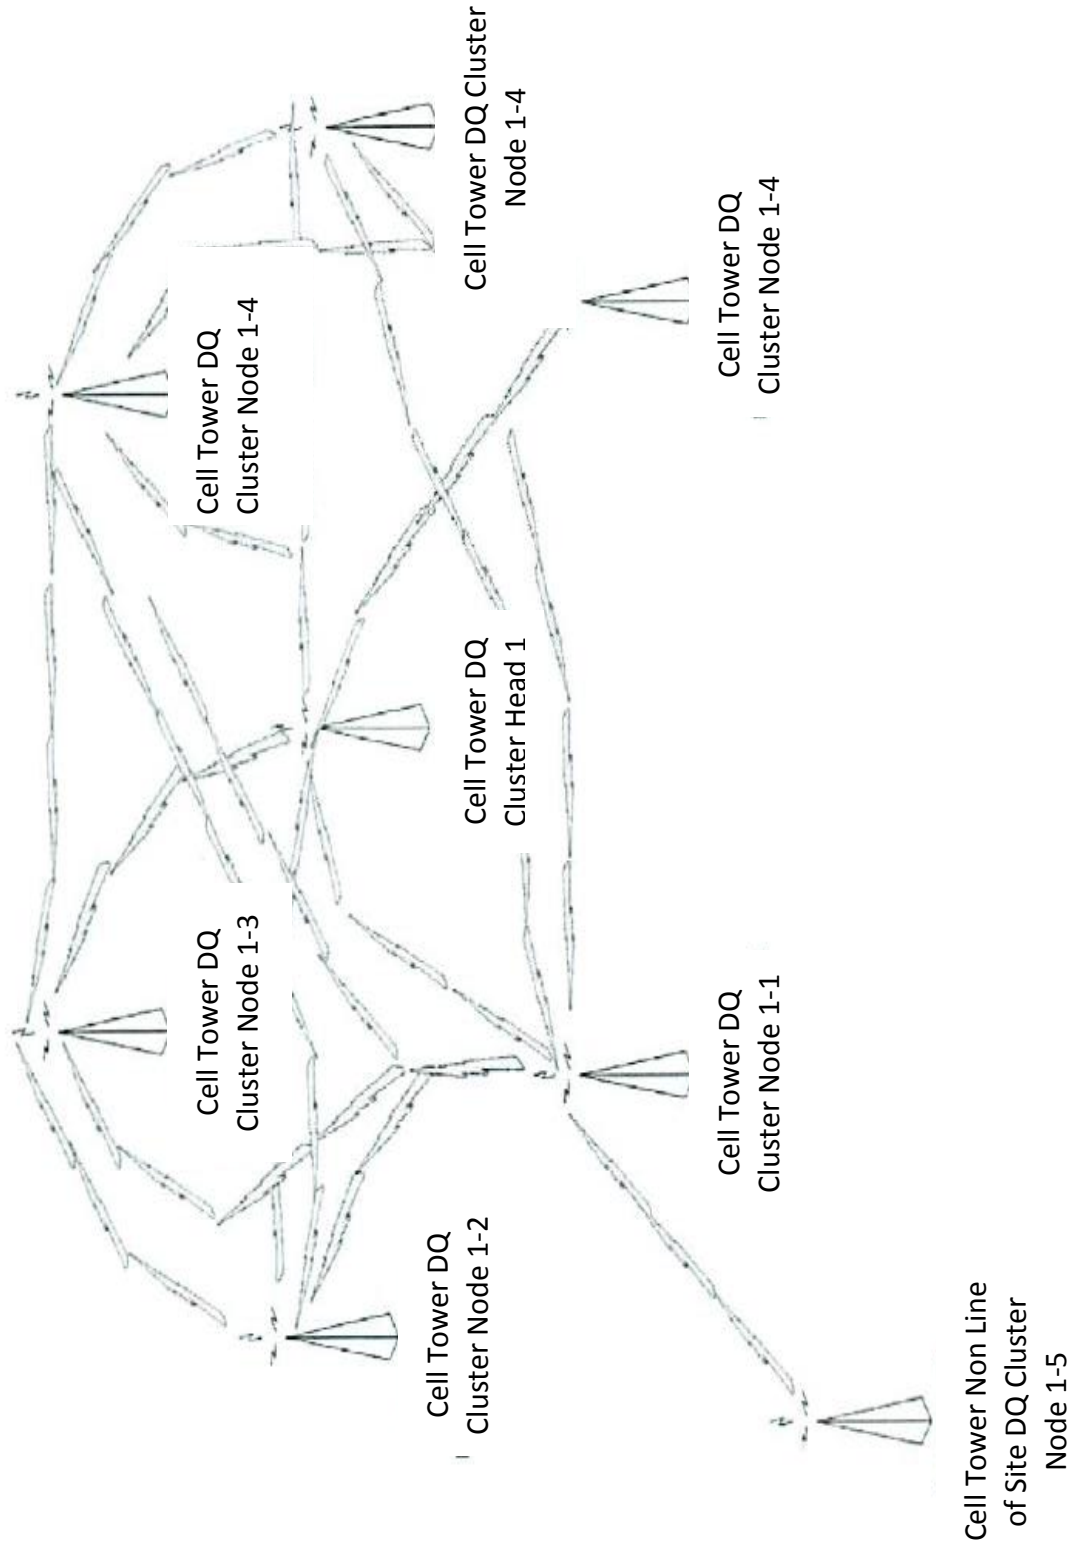 Cell Tower DQ
Cluster Node 1-2
Cell Tower DQ
Cluster Node 1-3
Cell Tower DQ
Cluster Node 1-4
Cell Tower DQ Cluster
Node 1-4
Cell Tower DQ
Cluster Head 1
Cell Tower Non Line
of Site DQ Cluster
Node 1-5
Cell Tower DQ
Cluster Node 1-1
Cell Tower DQ
Cluster Node 1-4